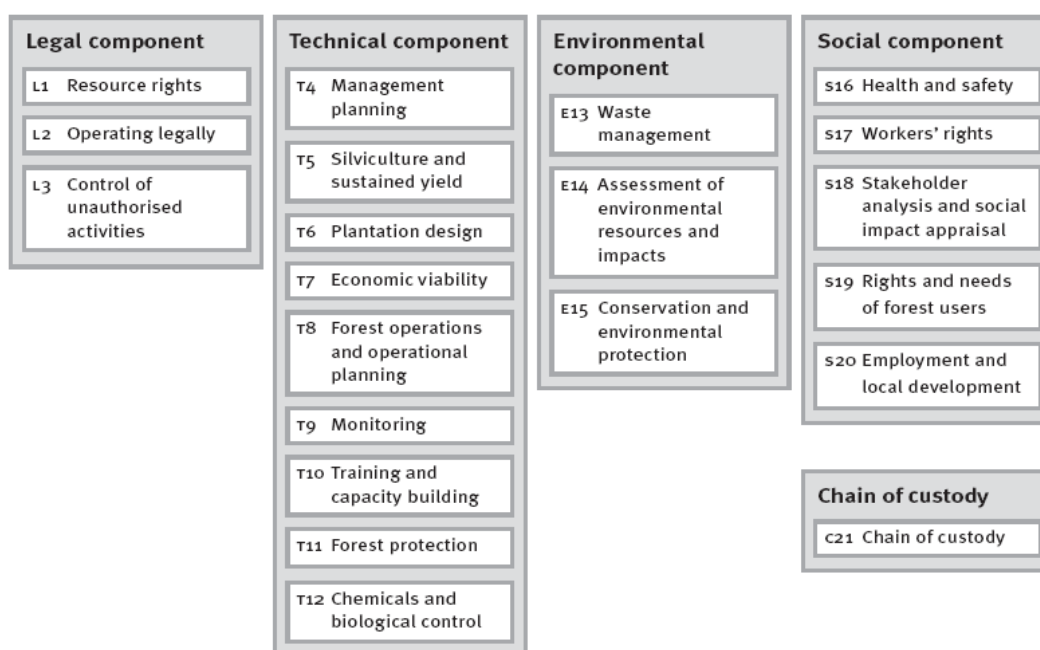 Legal component
L1 Resource rights
L2 Operating legally
L3 Control of
unauthorised
activities
Technical component
T4 Management
planning
T5 Silviculture and
sustained yield
T6 Plantation design
T7 Economic viability
T8 Forest operations
and operational
planning
T9 Monitoring
T10 Training and
capacity building
T11 Forest protection
T12 Chemicals and
biological control
Environmental
component
E13 Waste
management
E14 Assessment of
environmental
resources and
impacts
E15 Conservation and
environmental
protection
Social component
S16 Health and safety
S17 Workers’ rights
S18 Stakeholder
analysis and social
impact appraisal
S19 Rights and needs
of forest users
S20 Employment and
local development
Chain of custody
C21 Chain of custody